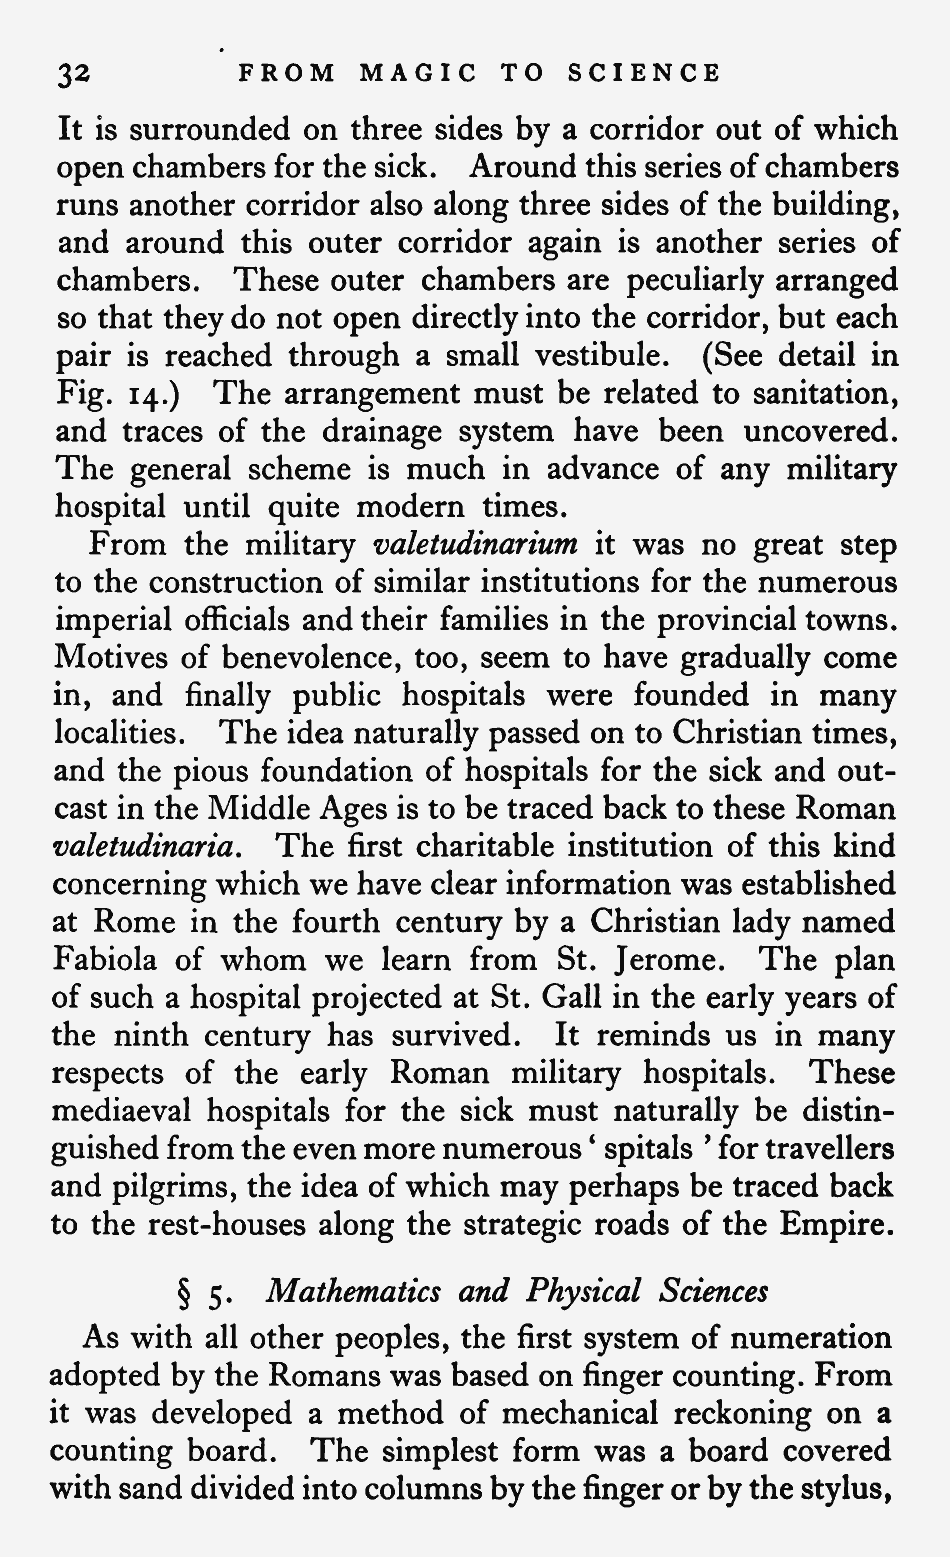 32 FROM MAGIC TO SCIENCE
It is surrounded on three sides by a corridor out of which
open chambers for the sick. Around this series of chambers
runs another corridor also along three sides of the building,
and around this outer corridor again is another series of
chambers. These outer chambers are peculiarly arranged
so that they do not open directly into the corridor, but each
pair is reached through a small vestibule. (See detail in
Fig. 14.) The arrangement must be related to sanitation,
and traces of the drainage system have been uncovered.
The general scheme is much in advance of any military
hospital until quite modern times.
From the military valetudinarium it was no great step
to the construction of similar institutions for the numerous
imperial officials and their families in the provincial towns.
Motives of benevolence, too, seem to have gradually come
in, and finally public hospitals were founded in many
localities. The idea naturally passed on to Christian times,
and the pious foundation of hospitals for the sick and out-
cast in the Middle Ages is to be traced back to these Roman
valetudinaria. The first charitable institution of this kind
concerning which we have clear information was established
at Rome in the fourth century by a Christian lady named
Fabiola of whom we learn from St. Jerome. The plan
of such a hospital projected at St. Gall in the early years of
the ninth century has survived. It reminds us in many
respects of the early Roman military hospitals. These
mediaeval hospitals for the sick must naturally be distin-
guished from the even more numerous ‘ spitals ’ for travellers
and pilgrims, the idea of which may perhaps be traced back
to the rest-houses along the strategic roads of the Empire.
§ 5. Mathematics and Physical Sciences
As with all other peoples, the first system of numeration
adopted by the Romans was based on finger counting. From
it was developed a method of mechanical reckoning on a
counting board. The simplest form was a board covered
with sand divided into columns by the finger or by the stylus,